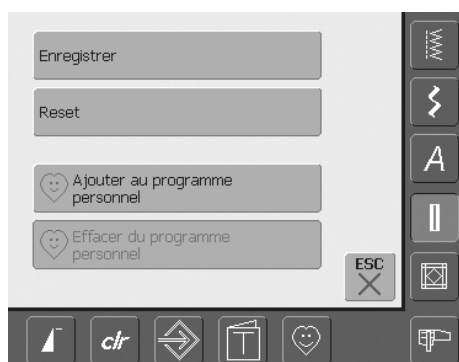 Enregistrer
Reset
Ajouter au programme
personnel
Effacer du programme
personnel
ESC
A
clr